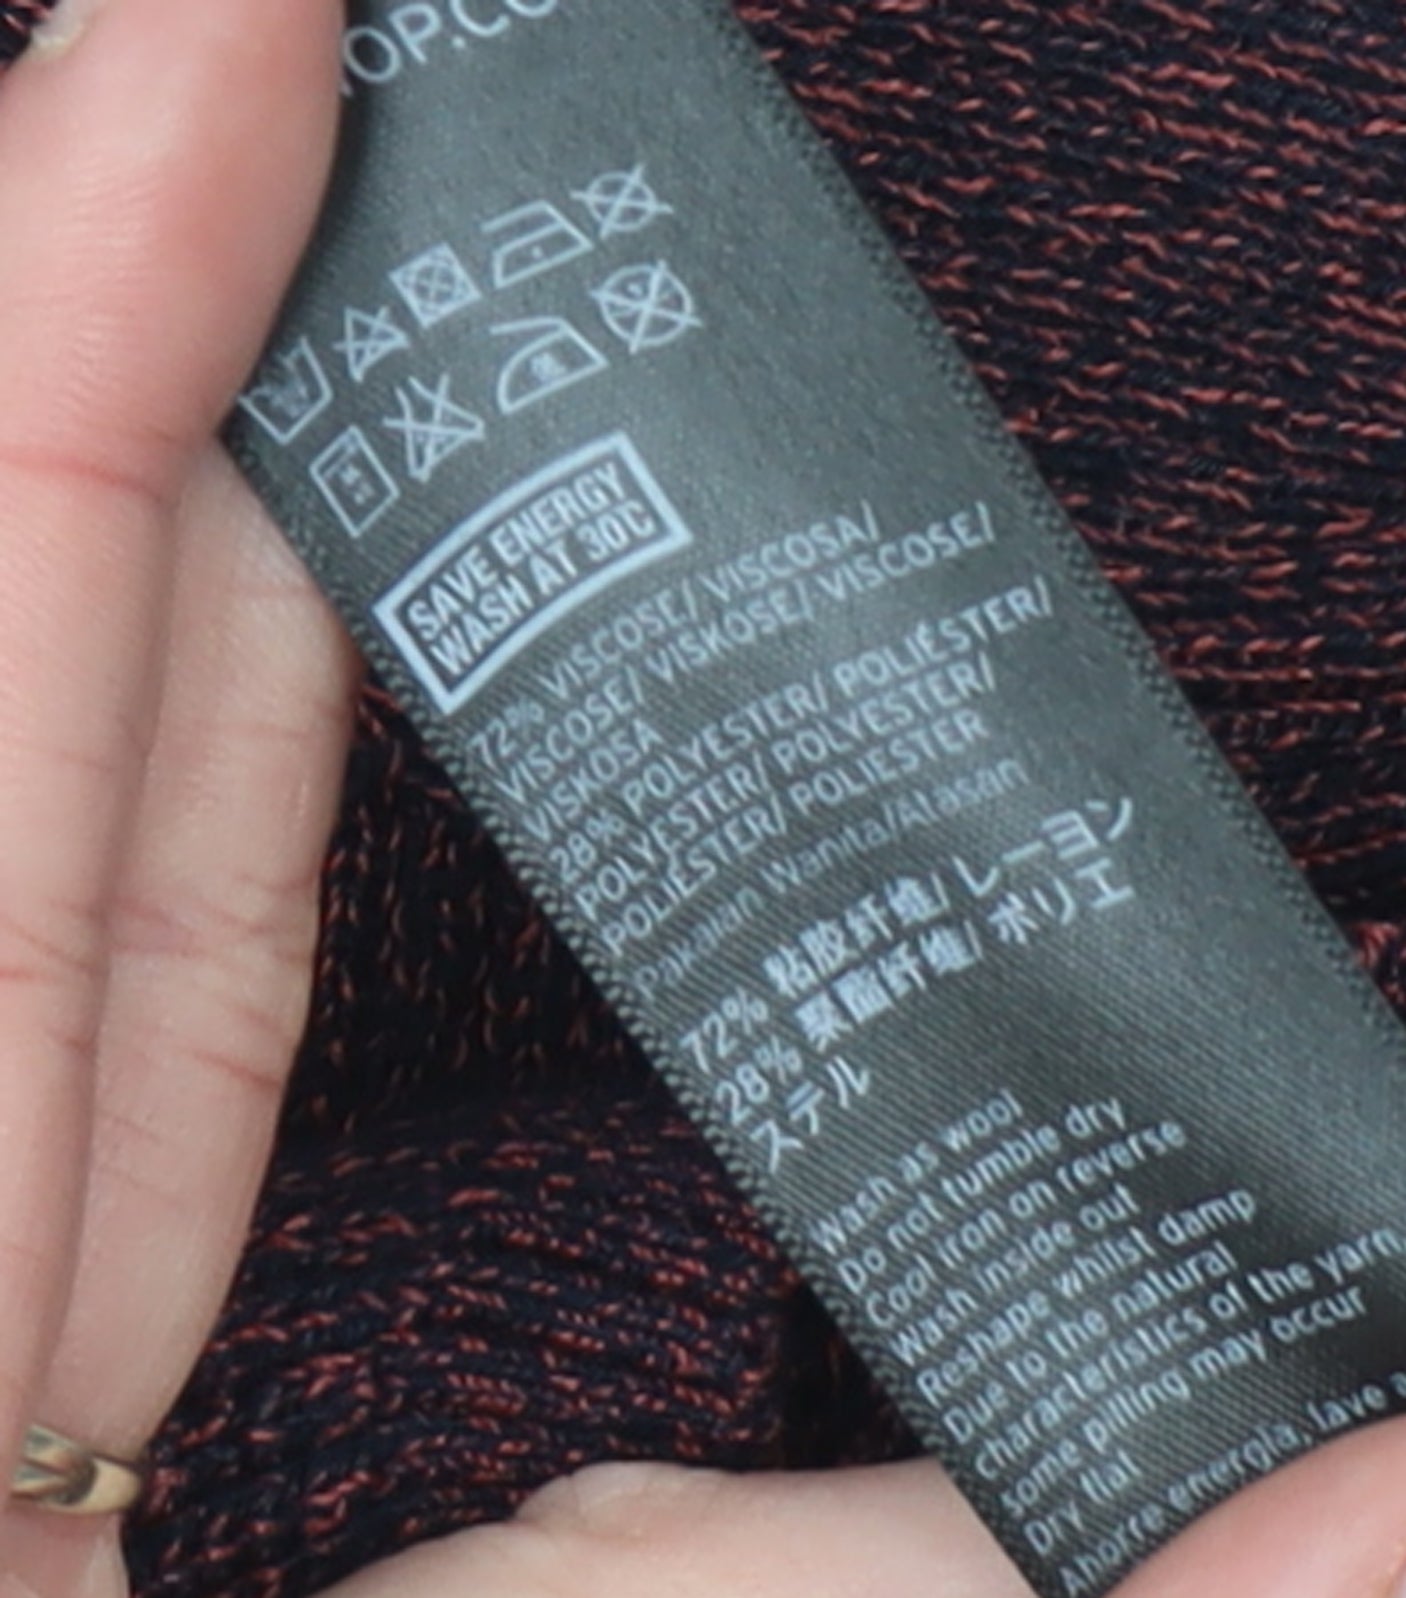 TOP.CO
SAVE ENERGY
WASH AT 30°C
72% VISCOSE/ VISCOSA/
VISCOSE/ VISKOSE/ VISCOSE/
VISKOSA
28% POLYESTER/ POLIÉSTER/
POLYESTER/ POLYESTER/
POLIÉSTER/ POLIESTER
Pakaian Wanita/Atasan
72% 粘胶纤维/ レーヨン
28% 聚酯纤维/ ポリエ
ステル
Wash as wool
Do not tumble dry
Cool iron on reverse
Wash inside out
Reshape whilst damp
Due to the natural
characteristics of the yarn,
some pilling may occur
Dry flat
Ahorre energía, lave a